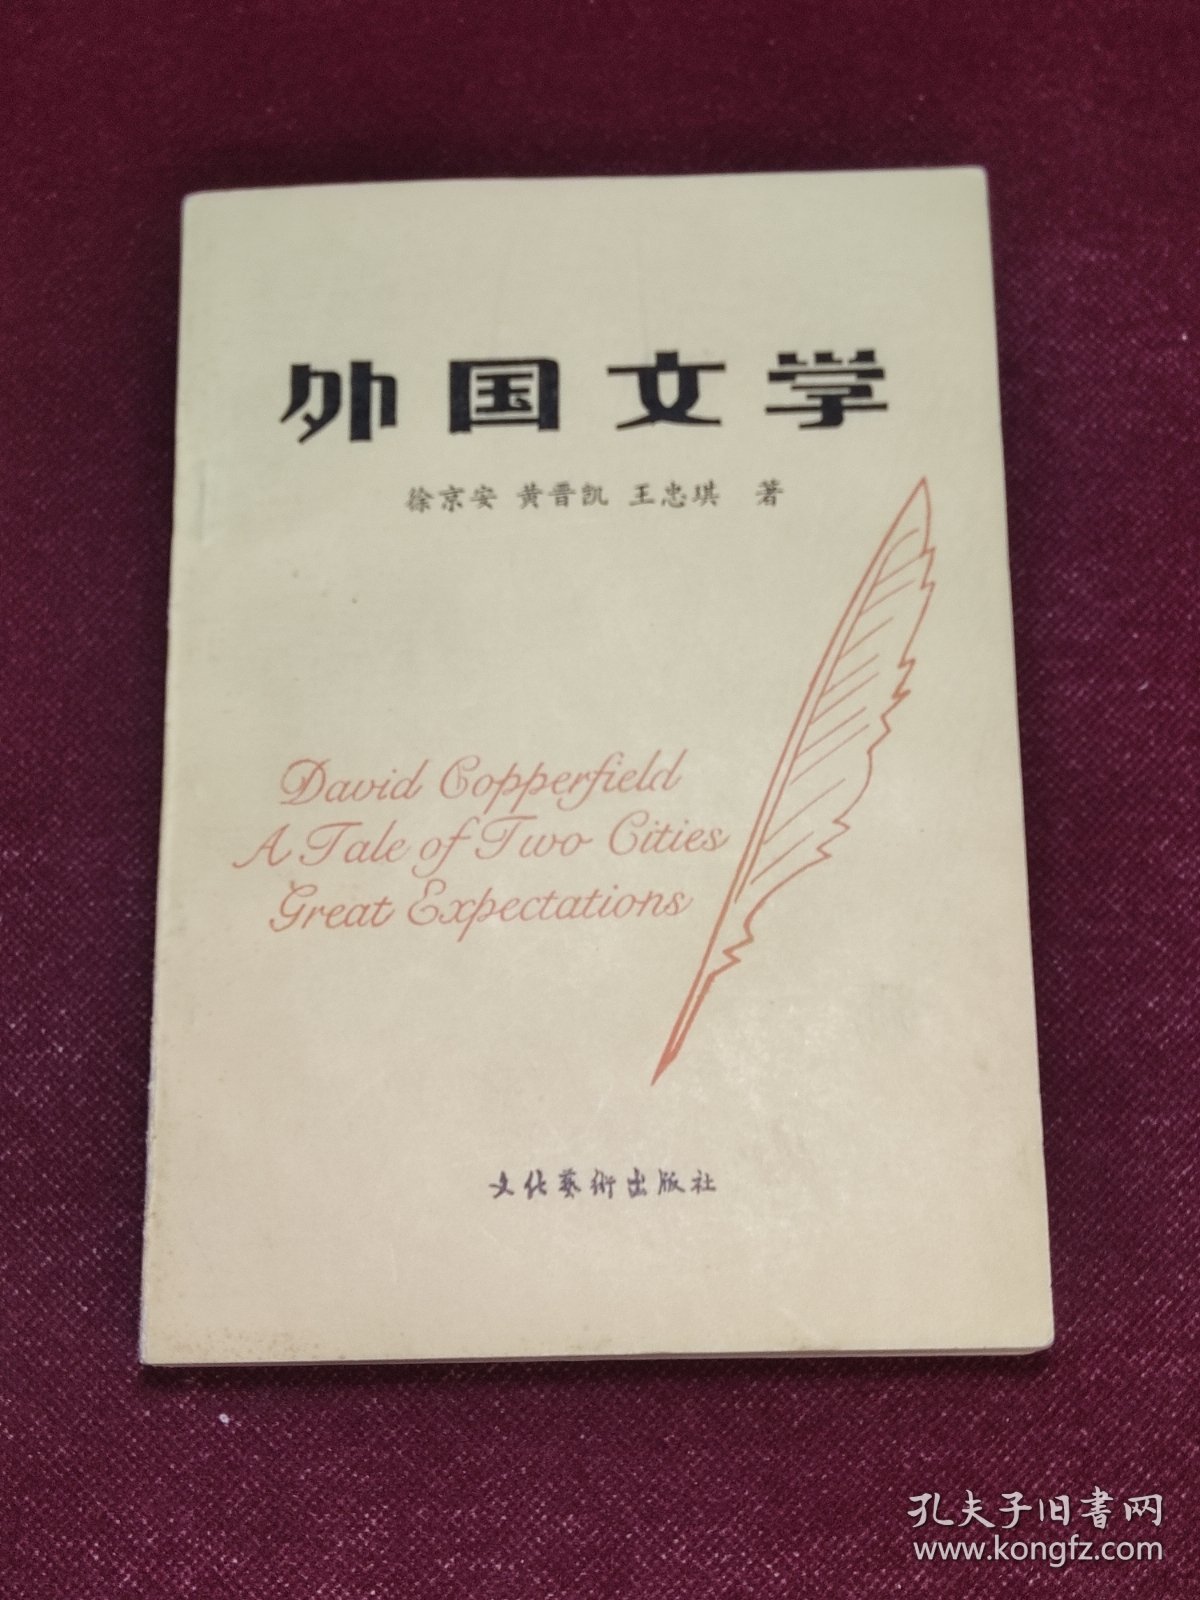 外国文学
徐京安 黄晋凯 王忠琪 著
David Copperfield
A Tale of Two Cities
Great Expectations
文化藝術出版社
孔夫子旧书网
www.kongfz.com